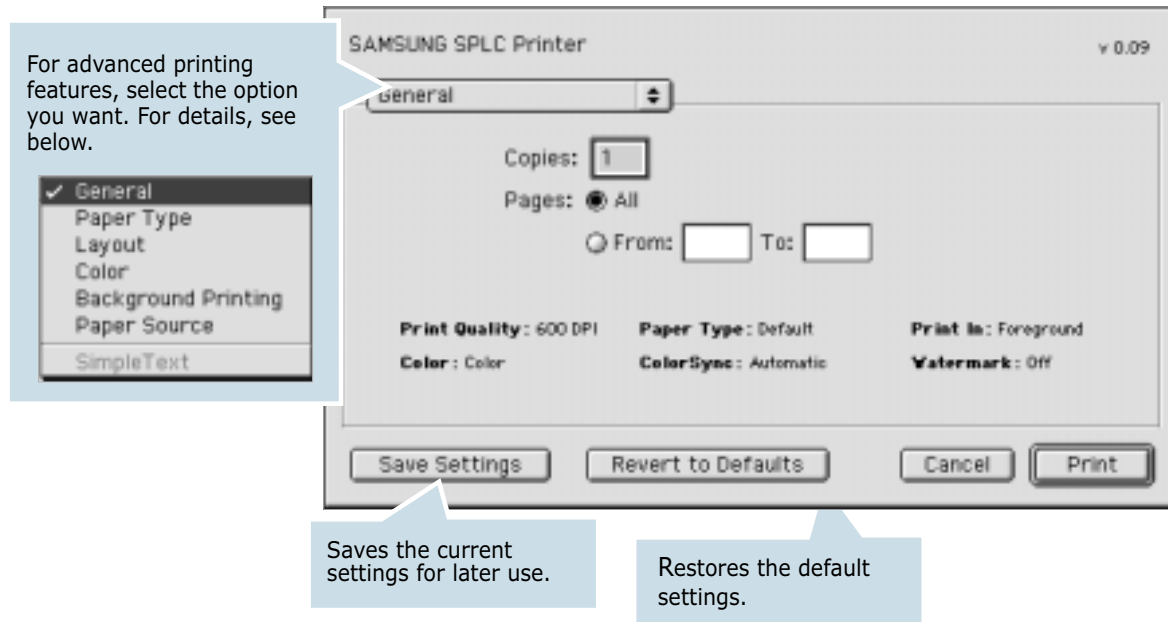 For advanced printing
features, select the option
you want. For details, see
below.
✓ General
Paper Type
Layout
Color
Background Printing
Paper Source
SimpleText
SAMSUNG SPLC Printer
v 0.09
General
Copies: 1
Pages: All
From: To:
Print Quality: 600 DPI Paper Type: Default Print In: Foreground
Color: Color ColorSync: Automatic Watermark: Off
Save Settings Revert to Defaults Cancel Print
Saves the current
settings for later use.
Restores the default
settings.